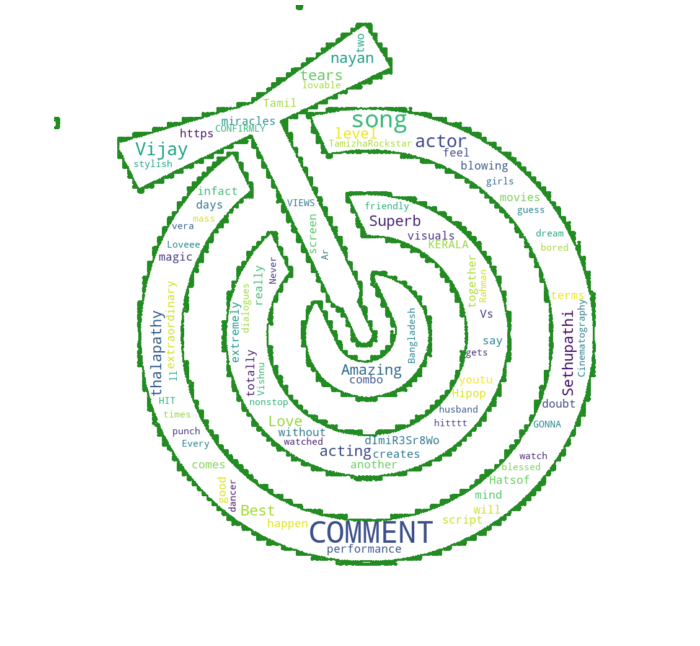 two
nayan
tears
lovable
Tamil
miracles
CONFIRMLY
https
Vijay
stylish
song
level
TamizhaRockstar
actor
feel
blowing
girls
movies
guess
dream
bored
infact
days
mass
vera
Loveee
magic
VIEWS
screen
Ar
friendly
Superb
visuals
KERALA
together
Rahman
Never
really
dialogues
extremely
extraordinary
thalapathy
ll
Vs
say
gets
terms
Cinematography
Sethupathi
Bangladesh
Amazing
combo
totally
Vishnu
nonstop
youtu
Hipop
husband
hitttt
doubt
GONNA
HIT
times
punch
Every
Love
without
watched
dImiR3Sr8Wo
acting
creates
another
watch
blessed
Hatsof
mind
will
script
comes
good
dancer
Best
happen
COMMENT
performance